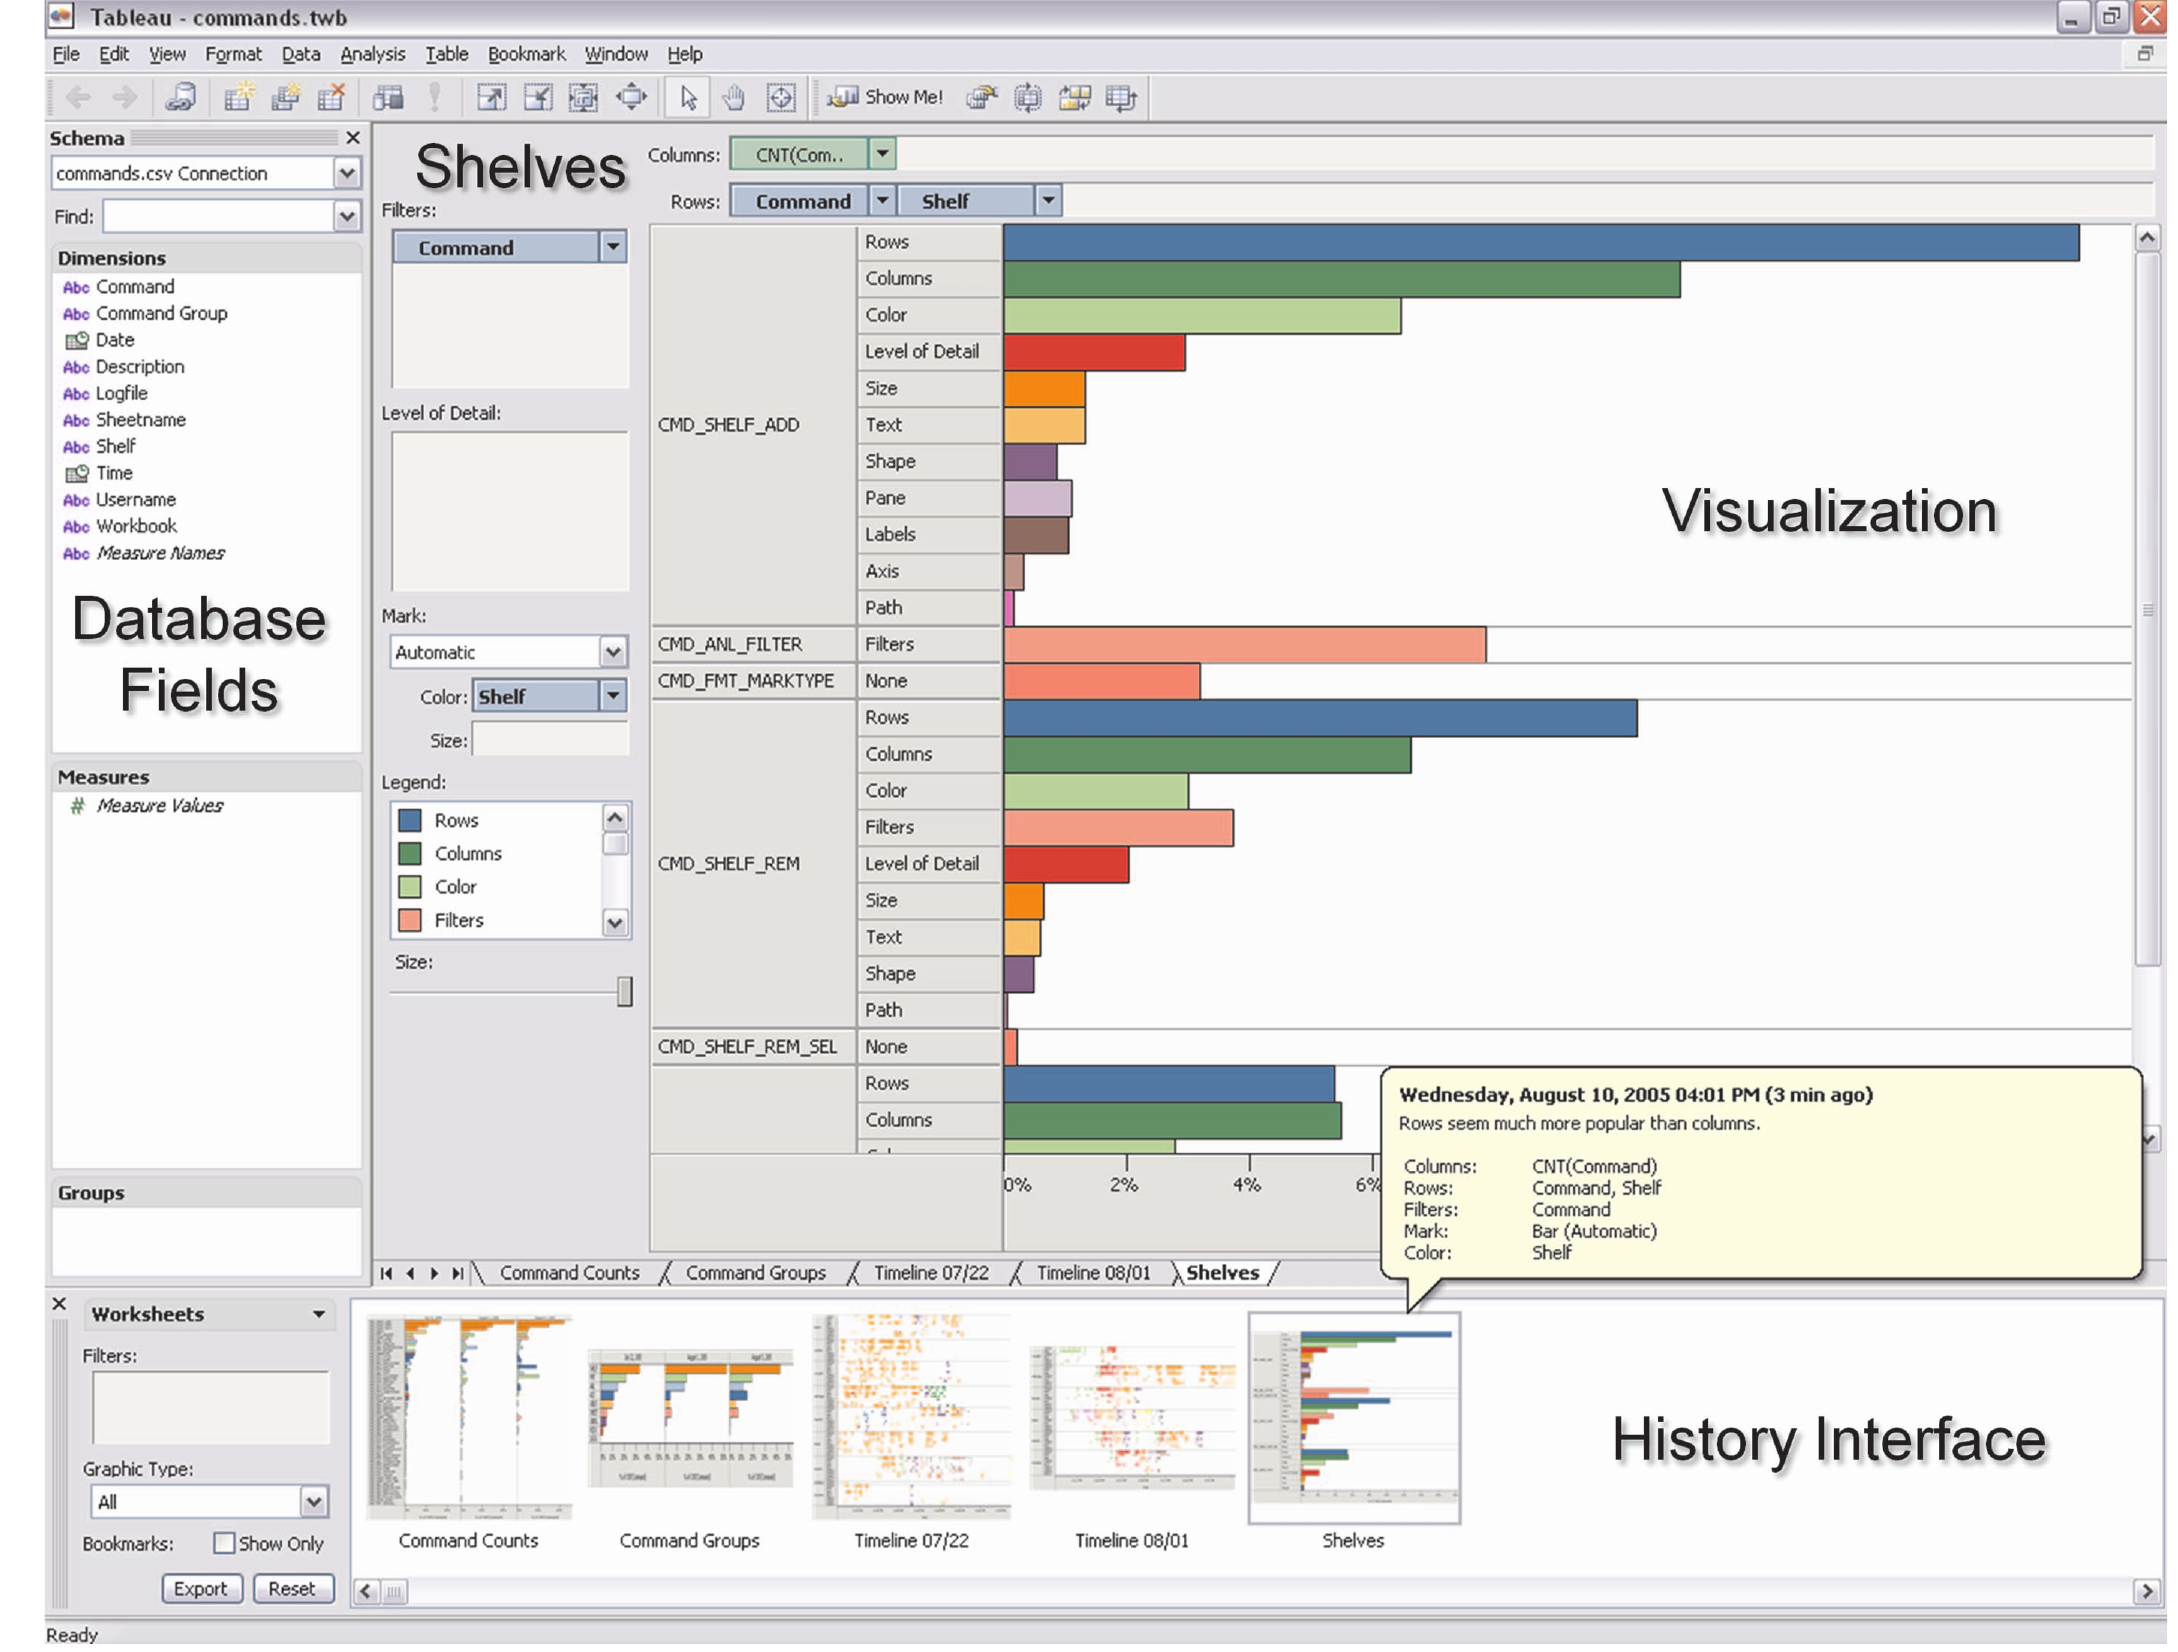 Tableau - commands.twb
File Edit View Format Data Analysis Table Bookmark Window Help
Show Me!
Schema
commands.csv Connection
Find:
Dimensions
Abc Command
Abc Command Group
Date
Abc Description
Abc Logfile
Abc Sheetname
Abc Shelf
Time
Abc Username
Abc Workbook
Abc Measure Names
Database
Fields
Measures
# Measure Values
Groups
Shelves
Filters:
Command
Level of Detail:
Mark:
Automatic
Color: Shelf
Size:
Legend:
Rows
Columns
Color
Filters
Size:
Columns: CNT(Com..
Rows: Command Shelf
CMD_SHELF_ADD
Rows
Columns
Color
Level of Detail
Size
Text
Shape
Pane
Labels
Axis
Path
CMD_ANL_FILTER Filters
CMD_FMT_MARKTYPE None
CMD_SHELF_REM
Rows
Columns
Color
Filters
Level of Detail
Size
Text
Shape
Path
CMD_SHELF_REM_SEL None
Rows
Columns
0% 2% 4% 6%
Visualization
Wednesday, August 10, 2005 04:01 PM (3 min ago)
Rows seem much more popular than columns.
Columns: CNT(Command)
Rows: Command, Shelf
Filters: Command
Mark: Bar (Automatic)
Color: Shelf
Command Counts Command Groups Timeline 07/22 Timeline 08/01 Shelves
Worksheets
Filters:
Graphic Type:
All
Bookmarks: Show Only
Export Reset
Command Counts Command Groups Timeline 07/22 Timeline 08/01 Shelves
History Interface
Ready